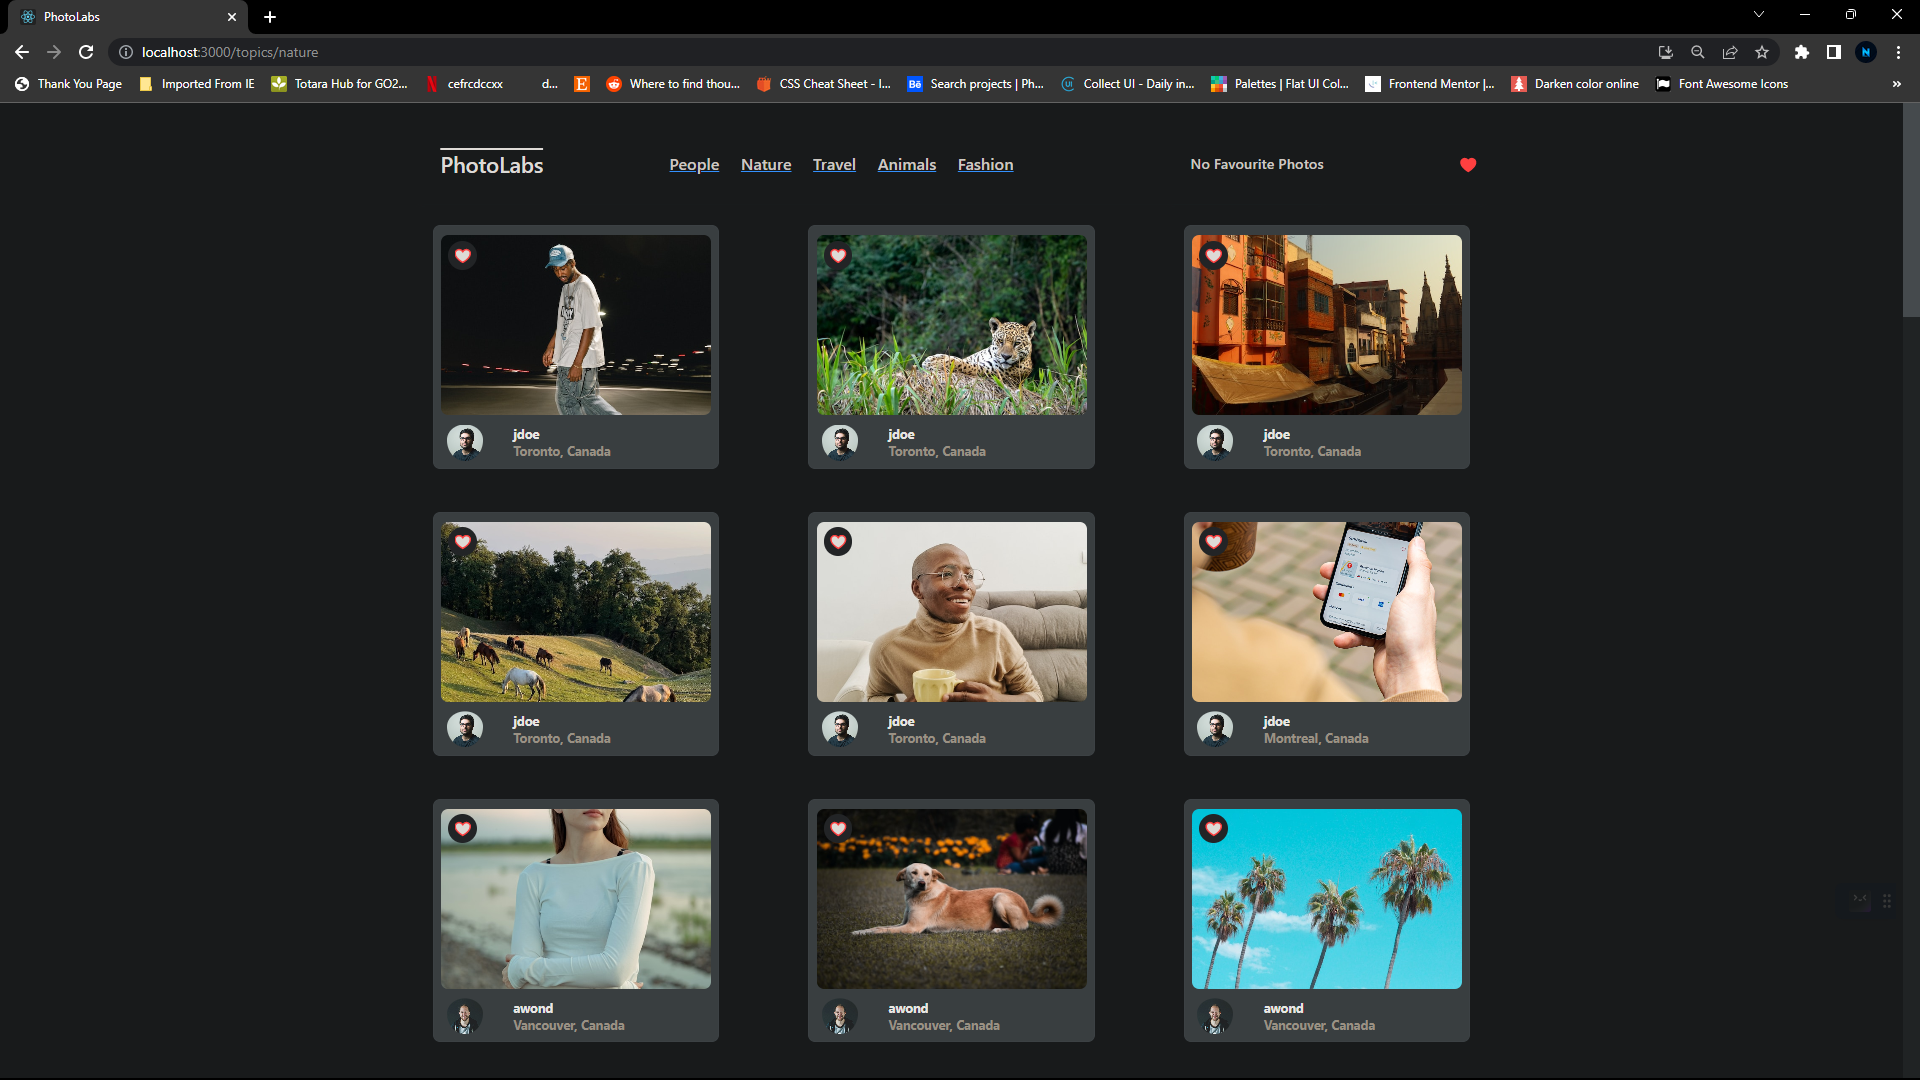 PhotoLabs
localhost:3000/topics/nature
N
Thank You Page
Imported From IE
Totara Hub for GO2...
cefrcdccxx
d...
Where to find thou...
CSS Cheat Sheet - I...
Bē Search projects | Ph...
Collect UI - Daily in...
Palettes | Flat UI Col...
Frontend Mentor |...
Darken color online
Font Awesome Icons
»
PhotoLabs
People Nature Travel Animals Fashion
No Favourite Photos
jdoe
Toronto, Canada
jdoe
Toronto, Canada
jdoe
Toronto, Canada
jdoe
Toronto, Canada
jdoe
Toronto, Canada
jdoe
Montreal, Canada
awond
Vancouver, Canada
awond
Vancouver, Canada
awond
Vancouver, Canada